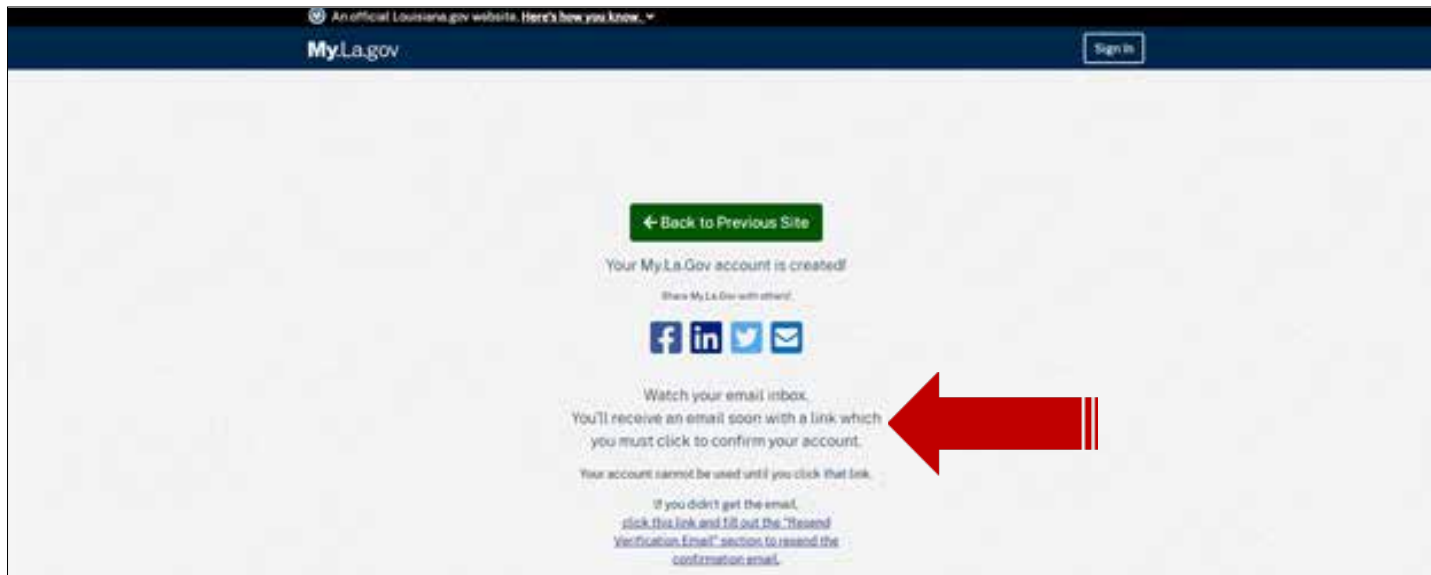 An official Louisiana.gov website. Here's how you know.
My.La.gov
Sign In
Back to Previous Site
Your My.La.Gov account is created!
Share My.La.Gov with others!
Watch your email inbox.
You'll receive an email soon with a link which
you must click to confirm your account.
Your account cannot be used until you click that link.
If you didn't get the email,
click this link and fill out the "Resend
Verification Email" section to resend the
confirmation email.